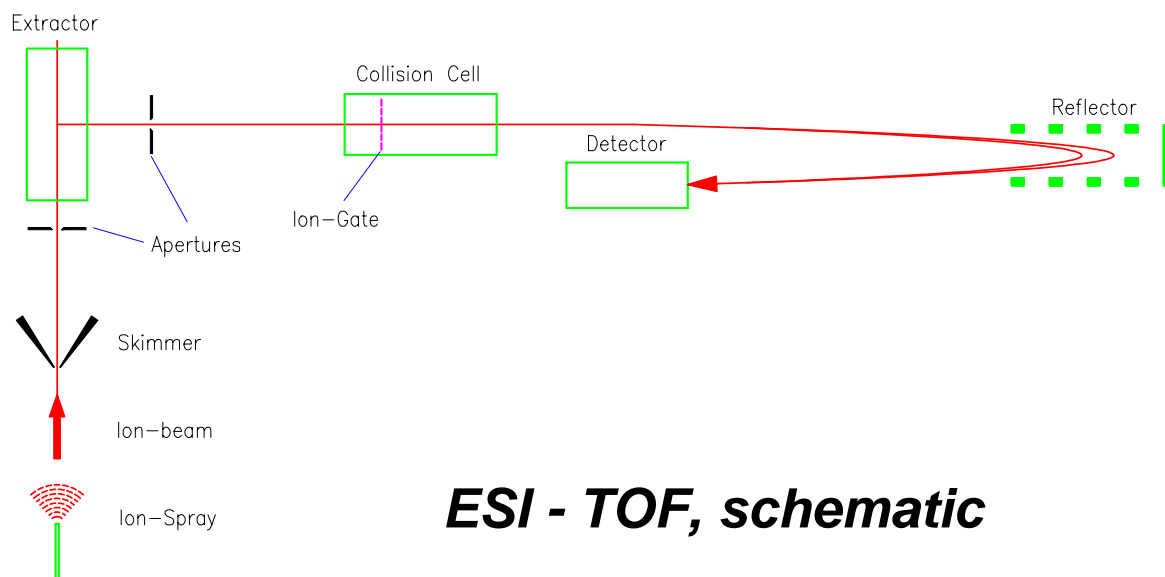 Extractor
Collision Cell
Reflector
Detector
Ion-Gate
Apertures
Skimmer
Ion-beam
Ion-Spray
ESI - TOF, schematic